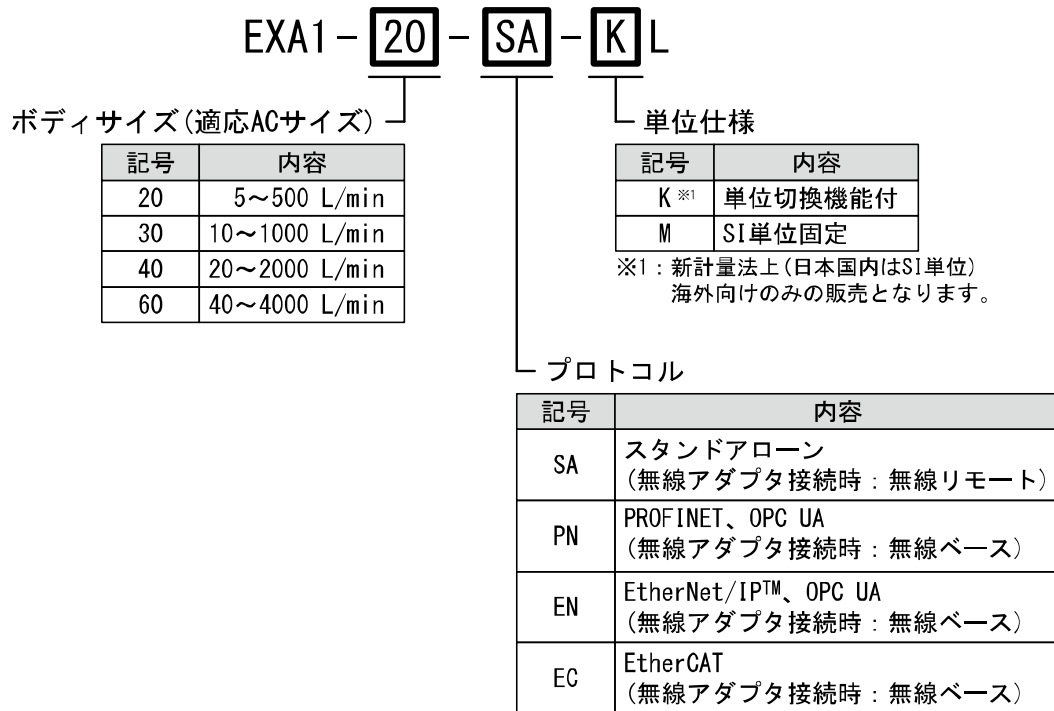 EXA1-20-SA-KL
ボディサイズ(適応ACサイズ)
記号 内容
20 5~500 L/min
30 10~1000 L/min
40 20~2000 L/min
60 40~4000 L/min
単位仕様
記号 内容
K ※1 単位切換機能付
M SI単位固定
※1:新計量法上(日本国内はSI単位)
海外向けのみの販売となります。
プロトコル
記号 内容
SA スタンドアローン
(無線アダプタ接続時:無線リモート)
PN PROFINET、OPC UA
(無線アダプタ接続時:無線ベース)
EN EtherNet/IP™、OPC UA
(無線アダプタ接続時:無線ベース)
EC EtherCAT
(無線アダプタ接続時:無線ベース)